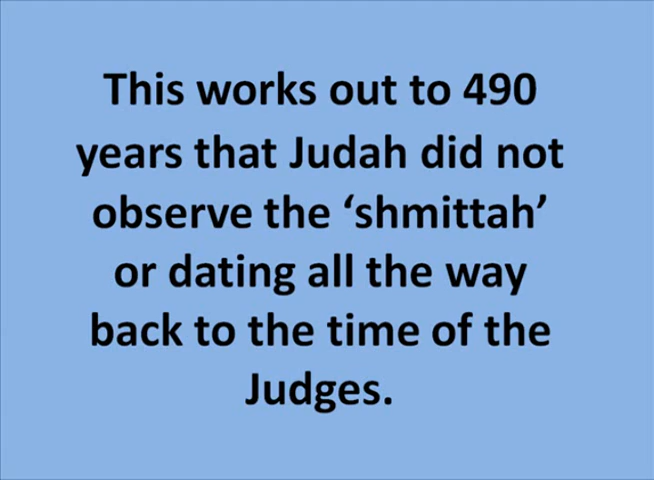 This works out to 490
years that Judah did not
observe the ‘shmittah’
or dating all the way
back to the time of the
Judges.